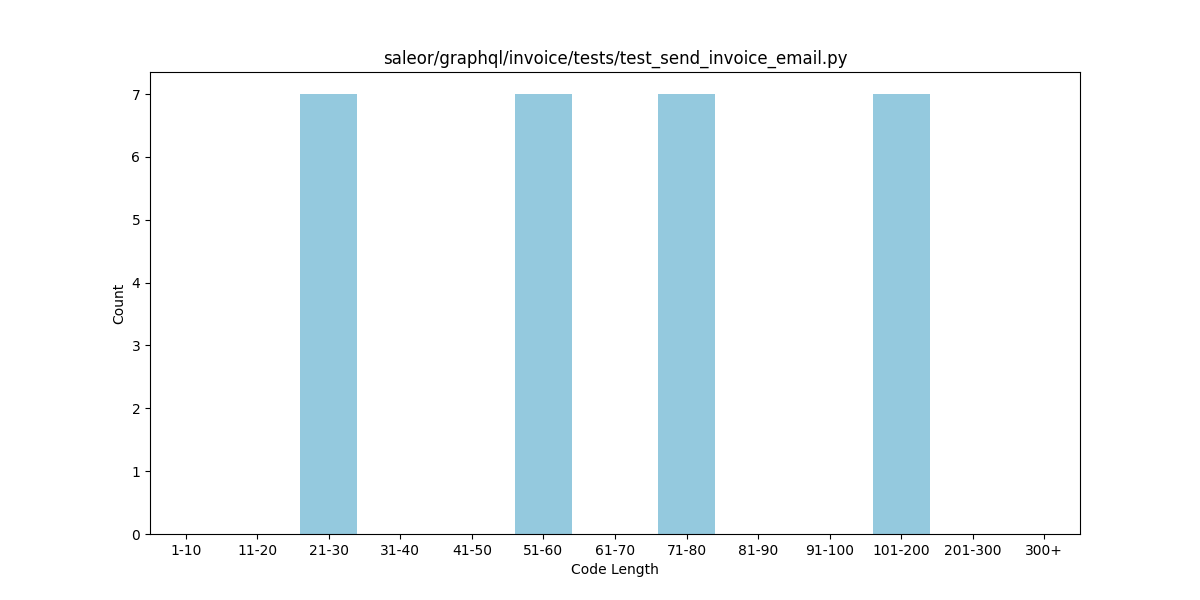 saleor/graphql/invoice/tests/test_send_invoice_email.py
Count
7
6
5
4
3
2
1
0
1-10 11-20 21-30 31-40 41-50 51-60 61-70 71-80 81-90 91-100 101-200 201-300 300+
Code Length